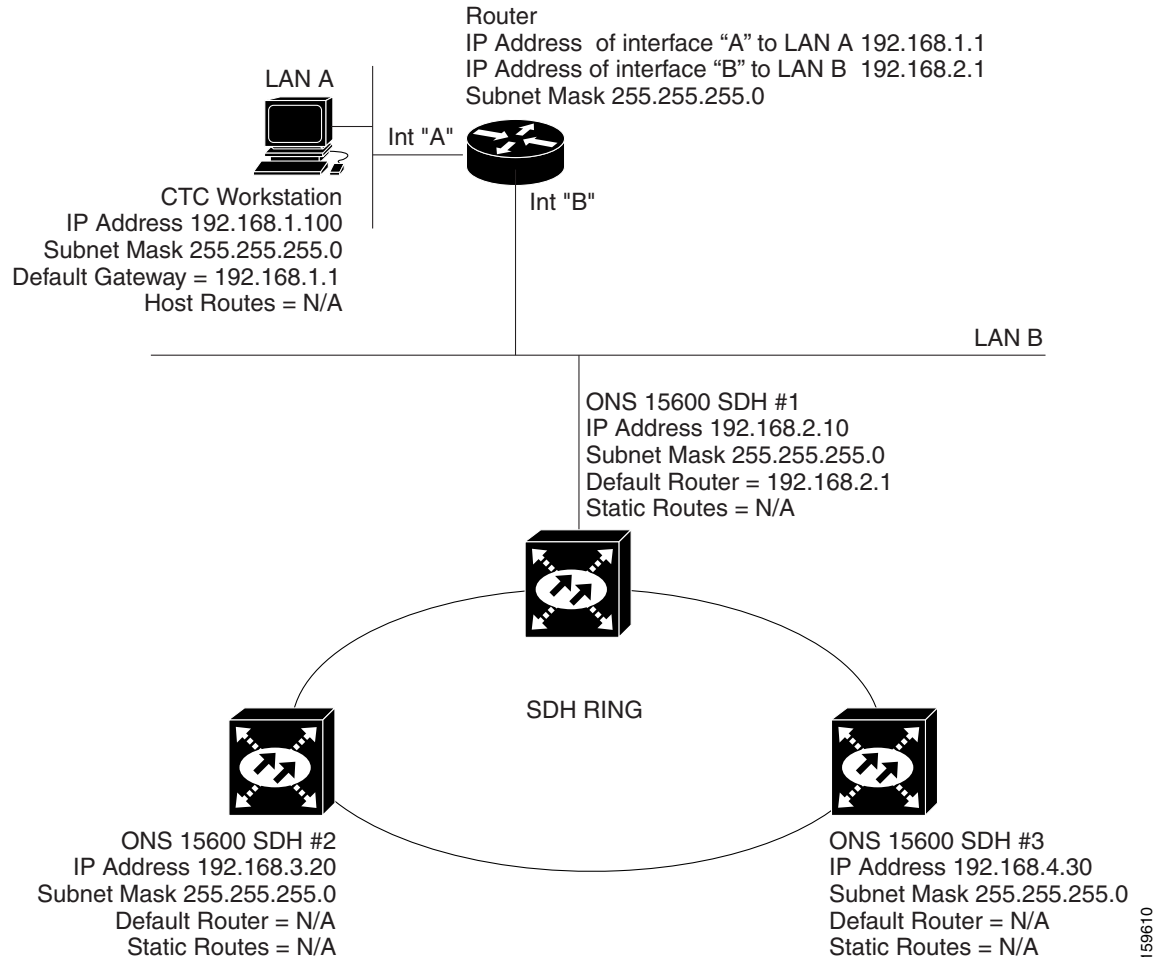 Router
IP Address of interface “A” to LAN A 192.168.1.1
IP Address of interface “B” to LAN B 192.168.2.1
Subnet Mask 255.255.255.0
LAN A
Int "A"
Int "B"
CTC Workstation
IP Address 192.168.1.100
Subnet Mask 255.255.255.0
Default Gateway = 192.168.1.1
Host Routes = N/A
LAN B
ONS 15600 SDH #1
IP Address 192.168.2.10
Subnet Mask 255.255.255.0
Default Router = 192.168.2.1
Static Routes = N/A
SDH RING
ONS 15600 SDH #2
IP Address 192.168.3.20
Subnet Mask 255.255.255.0
Default Router = N/A
Static Routes = N/A
ONS 15600 SDH #3
IP Address 192.168.4.30
Subnet Mask 255.255.255.0
Default Router = N/A
Static Routes = N/A
159610